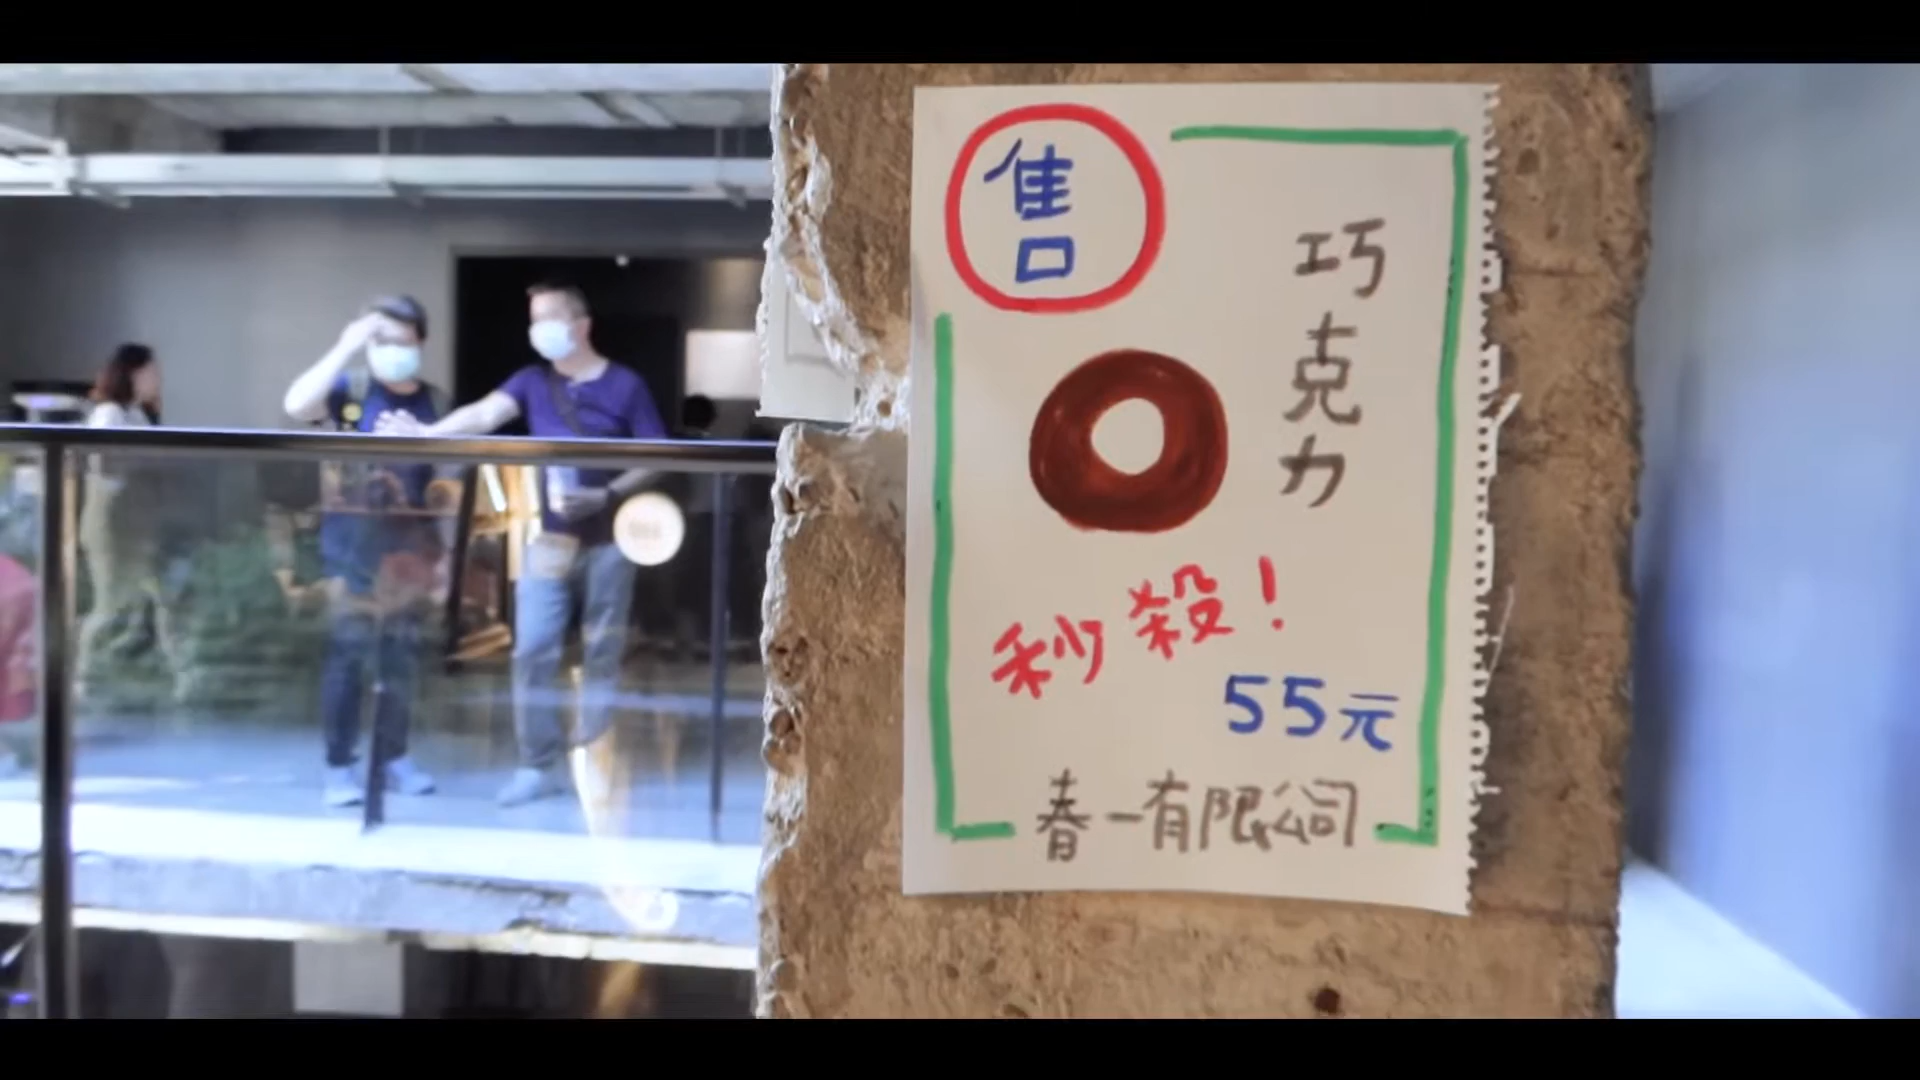 售
巧克力
秒殺！
55元
春一有限公司